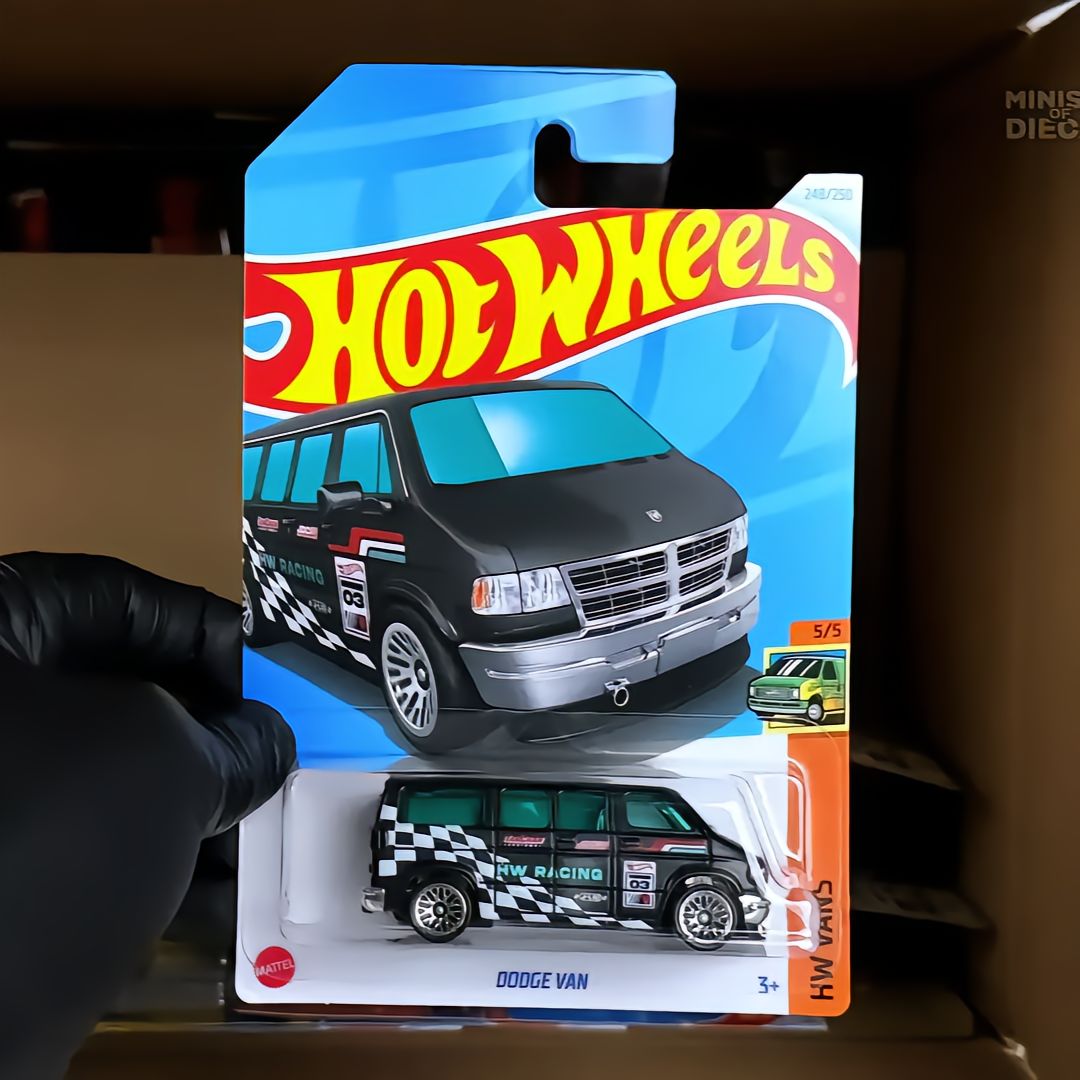 MINIS
OF
DIEC
248/250
HOT WHEELS
HW RACING
03
5/5
HW RACING
03
HW VANS
MATTEL
DODGE VAN
3+